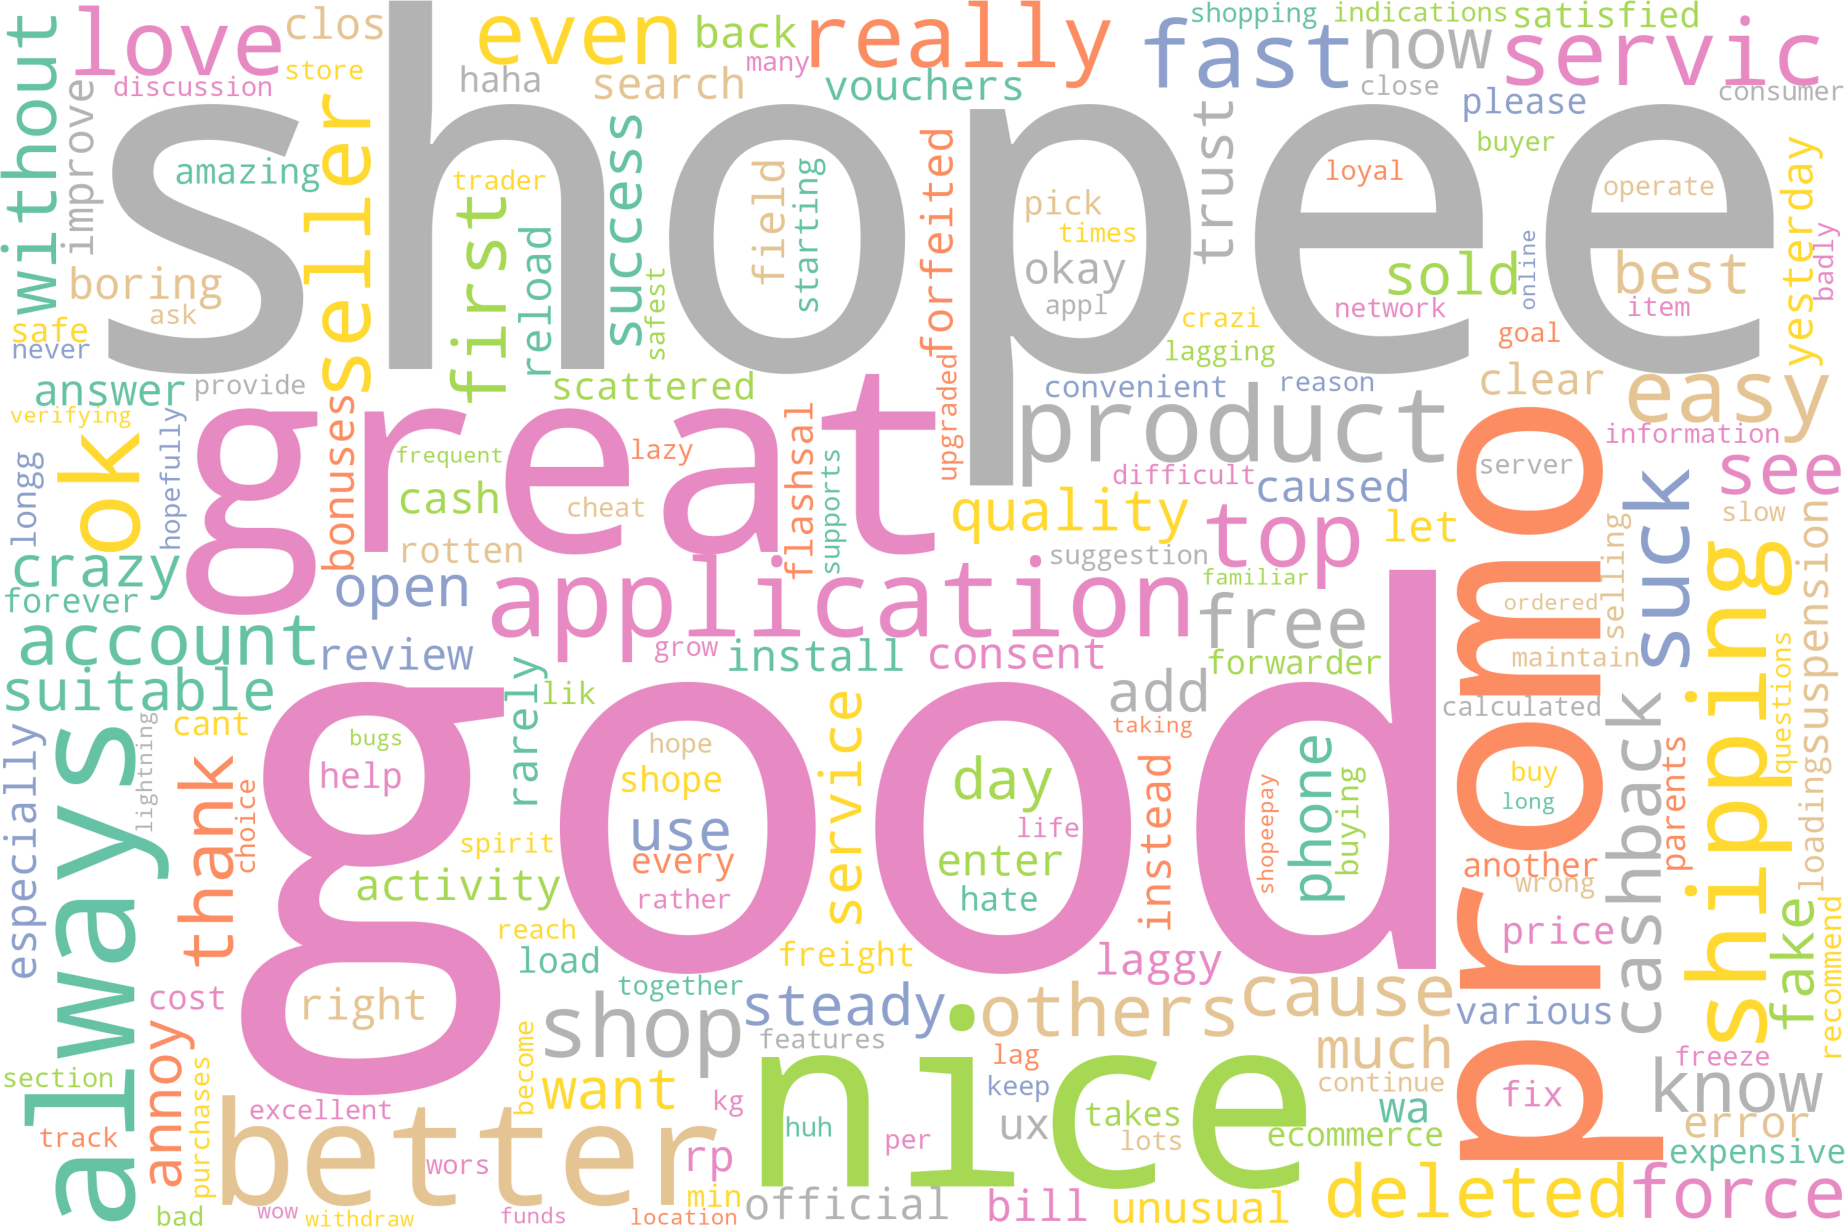 shopee
good
great
nice
promo
better
always
product
application
shipping
seller
easy
love
even
really
fast
now
servic
without
clos
store
discussion
improve
amazing
haha
search
back
many
vouchers
shopping
indications
satisfied
close
please
consumer
buyer
trust
loyal
operate
yesterday
badly
trader
success
first
reload
safest
field
starting
forfeited
pick
times
okay
appl
sold
best
item
online
network
goal
crazi
lagging
boring
ask
safe
never
answer
provide
verifying
hopefully
longg
ok
bonuses
scattered
frequent
lazy
cash
cheat
rotten
flashsal
supports
upgraded
convenient
reason
clear
information
server
difficult
caused
quality
suggestion
top
let
familiar
see
slow
suck
selling
ordered
maintain
loadingsuspension
questions
crazy
forever
open
account
review
suitable
grow
install
consent
free
forwarder
add
taking
calculated
cashback
parents
especially
lightning
cant
thank
choice
bugs
help
rarely
lik
hope
shope
use
every
rather
service
day
life
enter
hate
instead
shopeepay
phone
buying
buy
long
another
wrong
price
various
fake
recommend
spirit
activity
reach
load
freight
laggy
together
steady
others
cause
cost
right
shop
features
lag
keep
much
continue
freeze
know
fix
wa
error
expensive
section
annoy
purchases
excellent
become
want
kg
huh
per
ux
takes
lots
ecommerce
track
wors
rp
min
official
bill
unusual
deleted
force
bad
wow
withdraw
funds
location